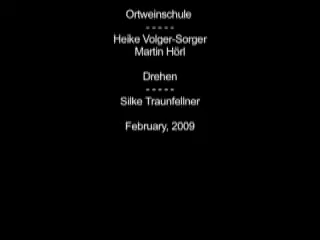 Ortweinschule
-----
Heike Volger-Sorger
Martin Hörl
Drehen
-----
Silke Traunfellner
February, 2009